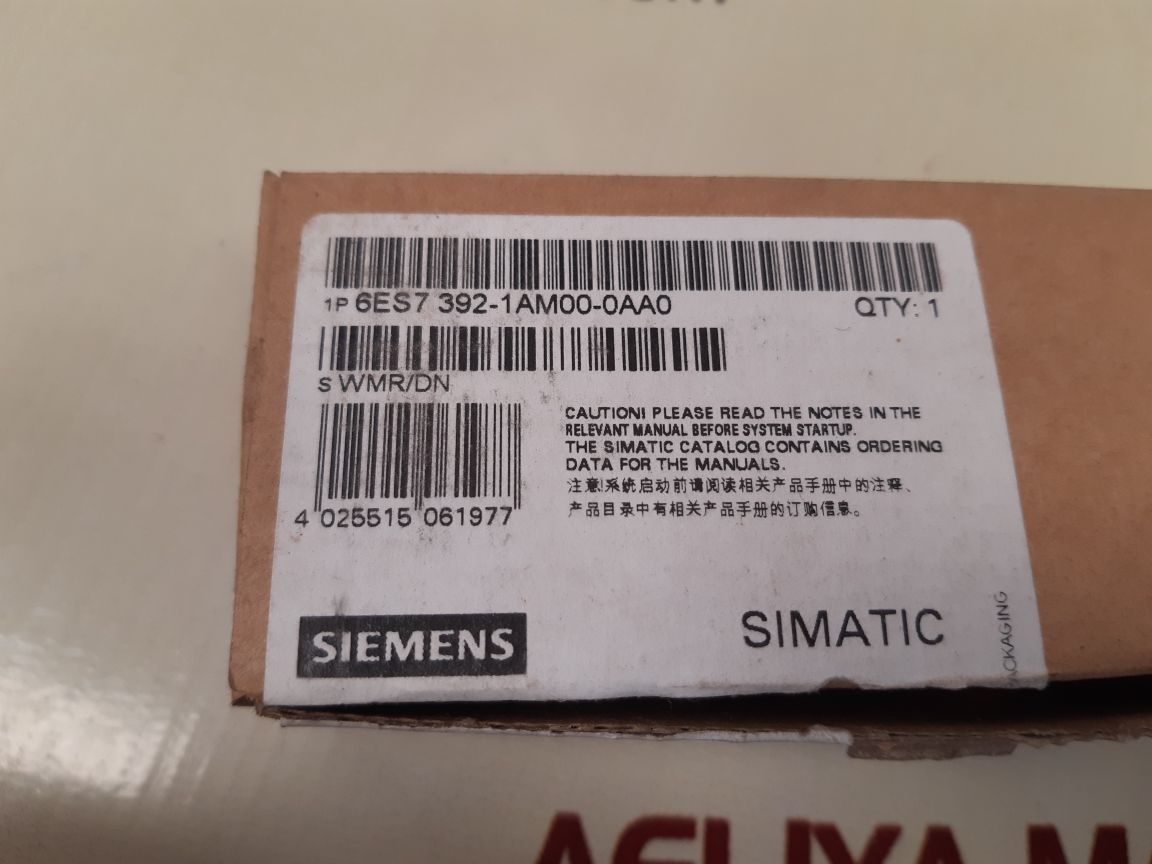 1P 6ES7 392-1AM00-0AA0 QTY: 1
S WMR/DN
CAUTION! PLEASE READ THE NOTES IN THE
RELEVANT MANUAL BEFORE SYSTEM STARTUP.
THE SIMATIC CATALOG CONTAINS ORDERING
DATA FOR THE MANUALS.
注意!系统启动前请阅读相关产品手册中的注释、
产品目录中有相关产品手册的订购信息。
4 025515 061977
SIEMENS
SIMATIC